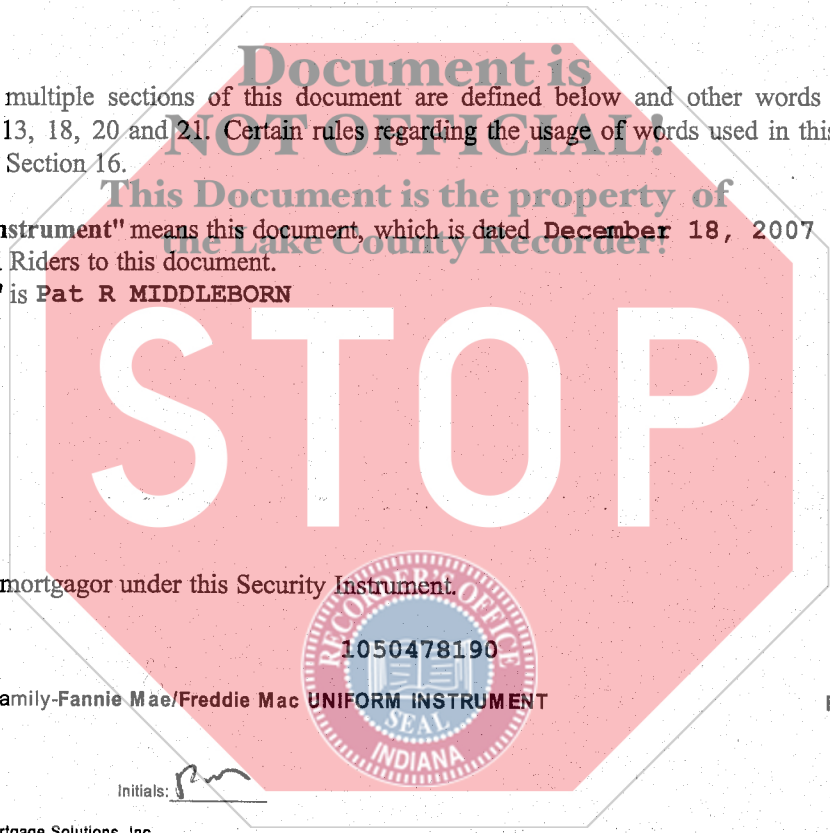 Document is
multiple sections of this document are defined below and other words
13, 18, 20 and 21. Certain rules regarding the usage of words used in this
NOT OFFICIAL!
Section 16.
This Document is the property of
nstrument" means this document, which is dated December 18, 2007
the Lake County Recorder!
Riders to this document.
" is Pat R MIDDLEBORN
STOP
mortgagor under this Security Instrument.
RECORDER'S OFFICE
1050478190
amily-Fannie Mae/Freddie Mac UNIFORM INSTRUMENT
SEAL
INDIANA
Initials:
rtgage Solutions, Inc.